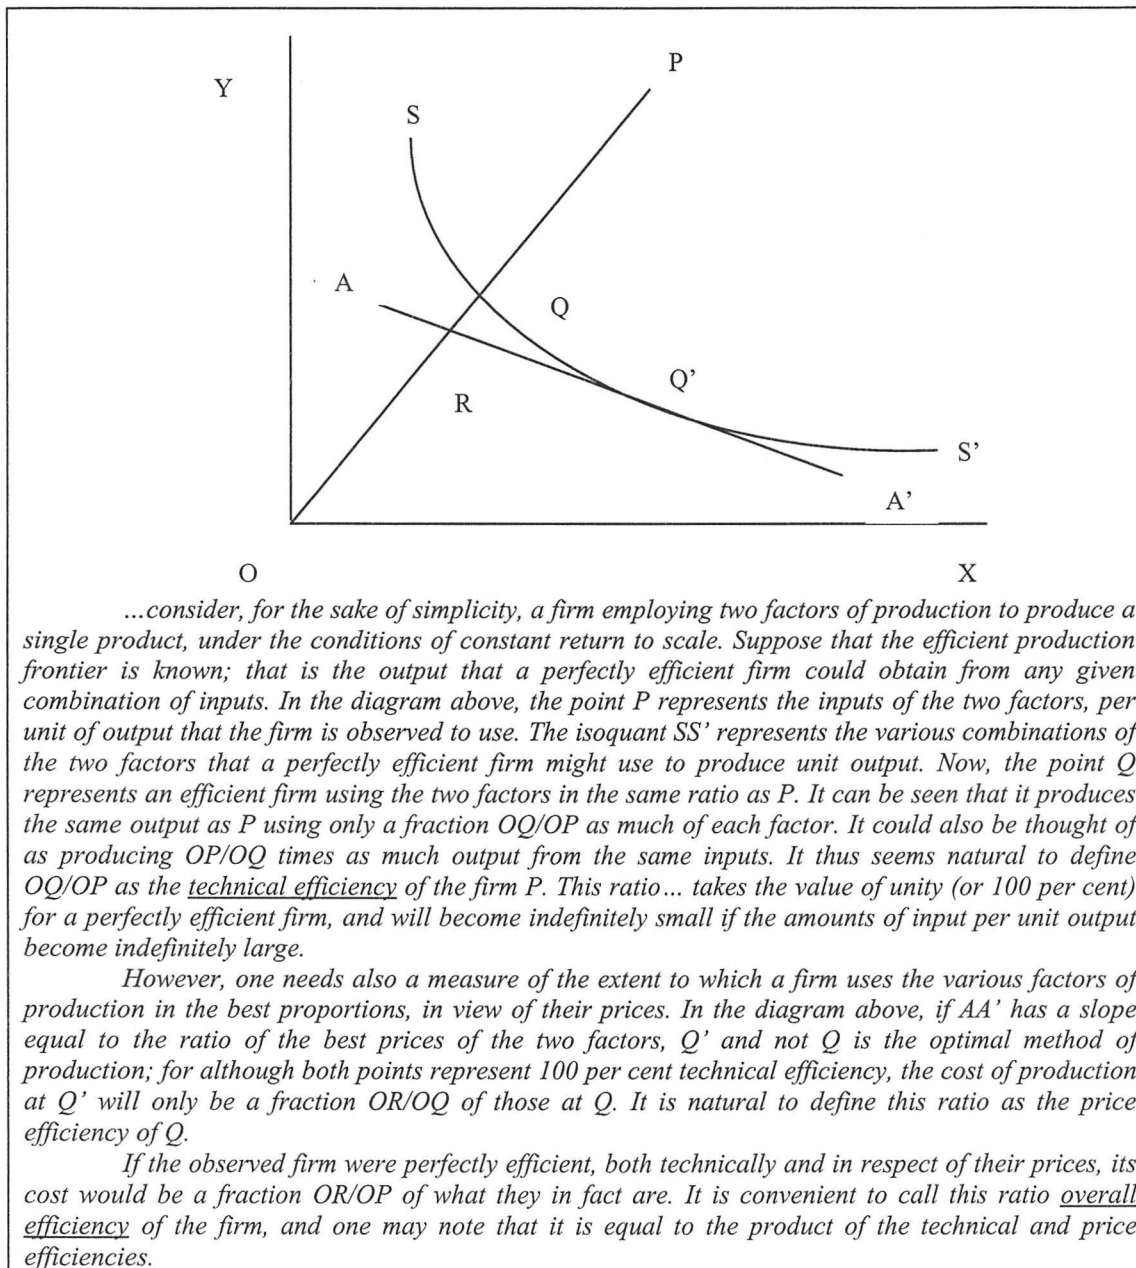 P
Y
S
A
Q
Q’
R
S’
A’
O
X
...consider, for the sake of simplicity, a firm employing two factors of production to produce a
single product, under the conditions of constant return to scale. Suppose that the efficient production
frontier is known; that is the output that a perfectly efficient firm could obtain from any given
combination of inputs. In the diagram above, the point P represents the inputs of the two factors, per
unit of output that the firm is observed to use. The isoquant SS’ represents the various combinations of
the two factors that a perfectly efficient firm might use to produce unit output. Now, the point Q
represents an efficient firm using the two factors in the same ratio as P. It can be seen that it produces
the same output as P using only a fraction OQ/OP as much of each factor. It could also be thought of
as producing OP/OQ times as much output from the same inputs. It thus seems natural to define
OQ/OP as the technical efficiency of the firm P. This ratio... takes the value of unity (or 100 per cent)
for a perfectly efficient firm, and will become indefinitely small if the amounts of input per unit output
become indefinitely large.
However, one needs also a measure of the extent to which a firm uses the various factors of
production in the best proportions, in view of their prices. In the diagram above, if AA’ has a slope
equal to the ratio of the best prices of the two factors, Q’ and not Q is the optimal method of
production; for although both points represent 100 per cent technical efficiency, the cost of production
at Q’ will only be a fraction OR/OQ of those at Q. It is natural to define this ratio as the price
efficiency of Q.
If the observed firm were perfectly efficient, both technically and in respect of their prices, its
cost would be a fraction OR/OP of what they in fact are. It is convenient to call this ratio overall
efficiency of the firm, and one may note that it is equal to the product of the technical and price
efficiencies.